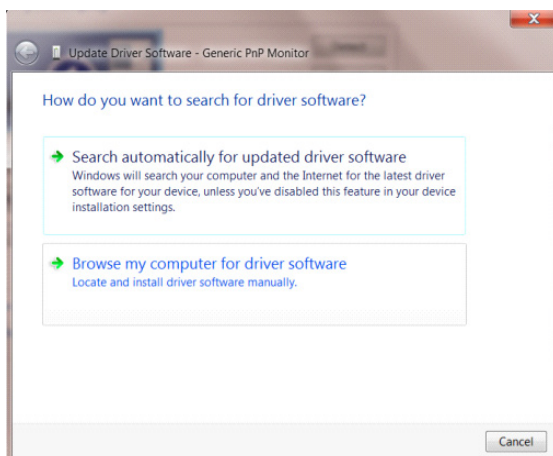 Update Driver Software - Generic PnP Monitor
How do you want to search for driver software?
Search automatically for updated driver software
Windows will search your computer and the Internet for the latest driver
software for your device, unless you've disabled this feature in your device
installation settings.
Browse my computer for driver software
Locate and install driver software manually.
Cancel